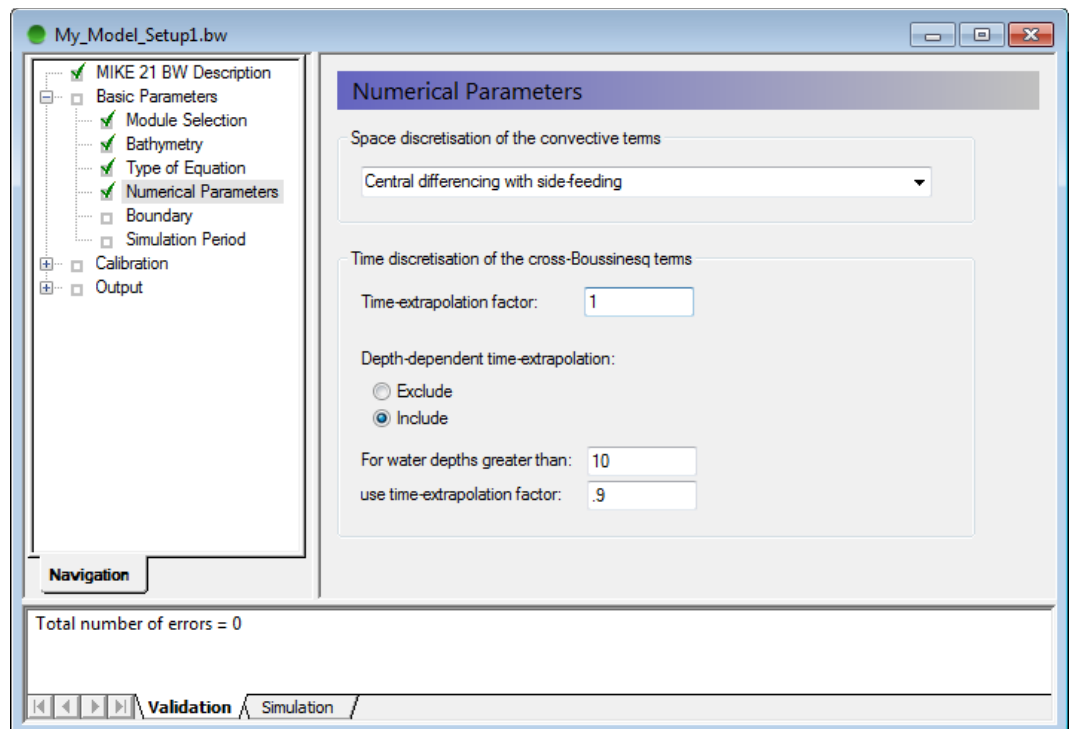 My_Model_Setup1.bw
MIKE 21 BW Description
Basic Parameters
Module Selection
Bathymetry
Type of Equation
Numerical Parameters
Boundary
Simulation Period
Calibration
Output
Navigation
Numerical Parameters
Space discretisation of the convective terms
Central differencing with side-feeding
Time discretisation of the cross-Boussinesq terms
Time-extrapolation factor: 1
Depth-dependent time-extrapolation:
Exclude
Include
For water depths greater than: 10
use time-extrapolation factor: .9
Total number of errors = 0
Validation Simulation